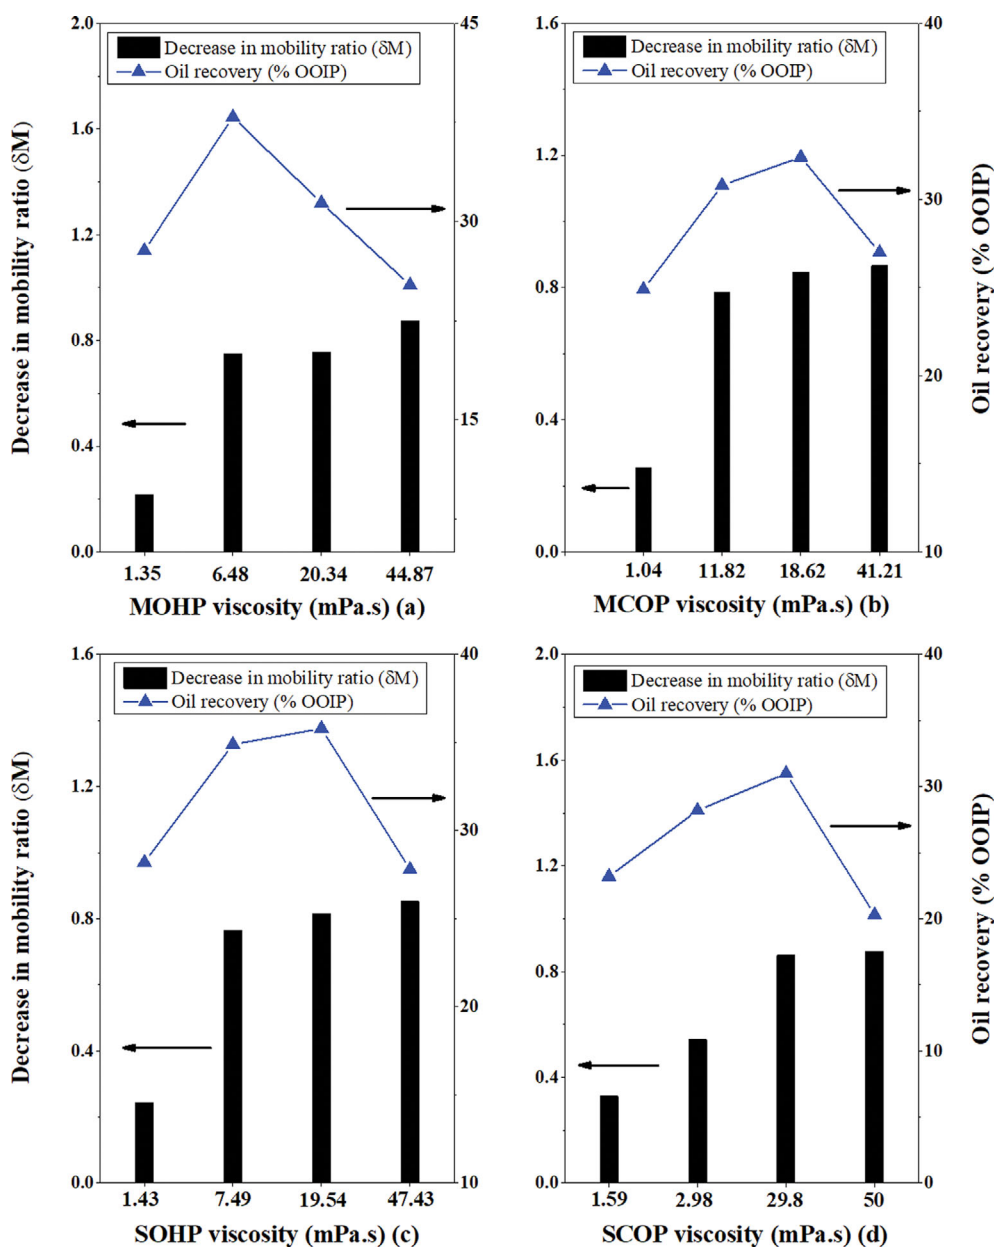 2.0
1.6
1.2
0.8
0.4
0.0
Decrease in mobility ratio (δM)
Decrease in mobility ratio (δM)
Oil recovery (% OOIP)
45
30
15
1.35 6.48 20.34 44.87
MOHP viscosity (mPa.s) (a)
1.6
1.2
0.8
0.4
0.0
Decrease in mobility ratio (δM)
Oil recovery (% OOIP)
40
30
20
10
Oil recovery (% OOIP)
1.04 11.82 18.62 41.21
MCOP viscosity (mPa.s) (b)
1.6
1.2
0.8
0.4
0.0
Decrease in mobility ratio (δM)
Decrease in mobility ratio (δM)
Oil recovery (% OOIP)
40
30
20
10
1.43 7.49 19.54 47.43
SOHP viscosity (mPa.s) (c)
2.0
1.6
1.2
0.8
0.4
0.0
Decrease in mobility ratio (δM)
Oil recovery (% OOIP)
40
30
20
10
0
Oil recovery (% OOIP)
1.59 2.98 29.8 50
SCOP viscosity (mPa.s) (d)